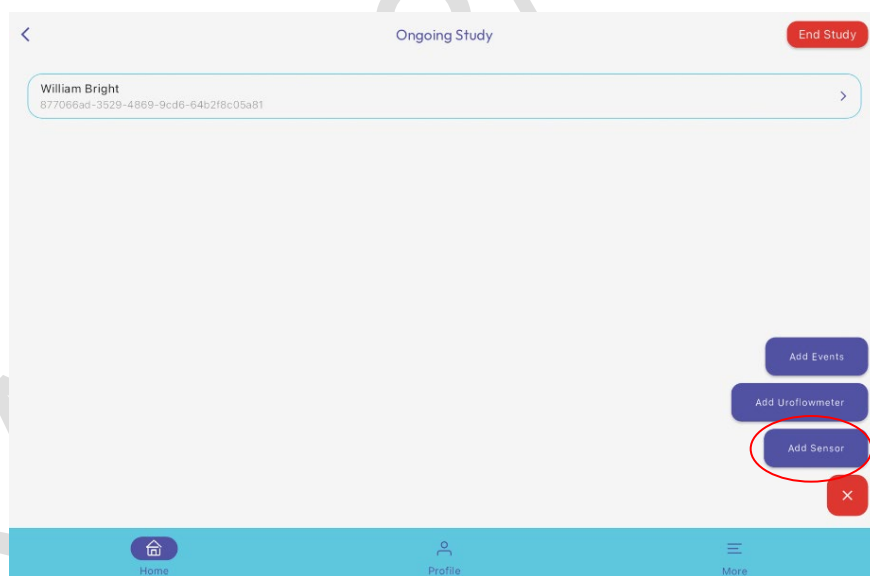 Ongoing Study
End Study
William Bright
877066ad-3529-4869-9cd6-64b2f8c05a81
Add Events
Add Uroflowmeter
Add Sensor
Home
Profile
More